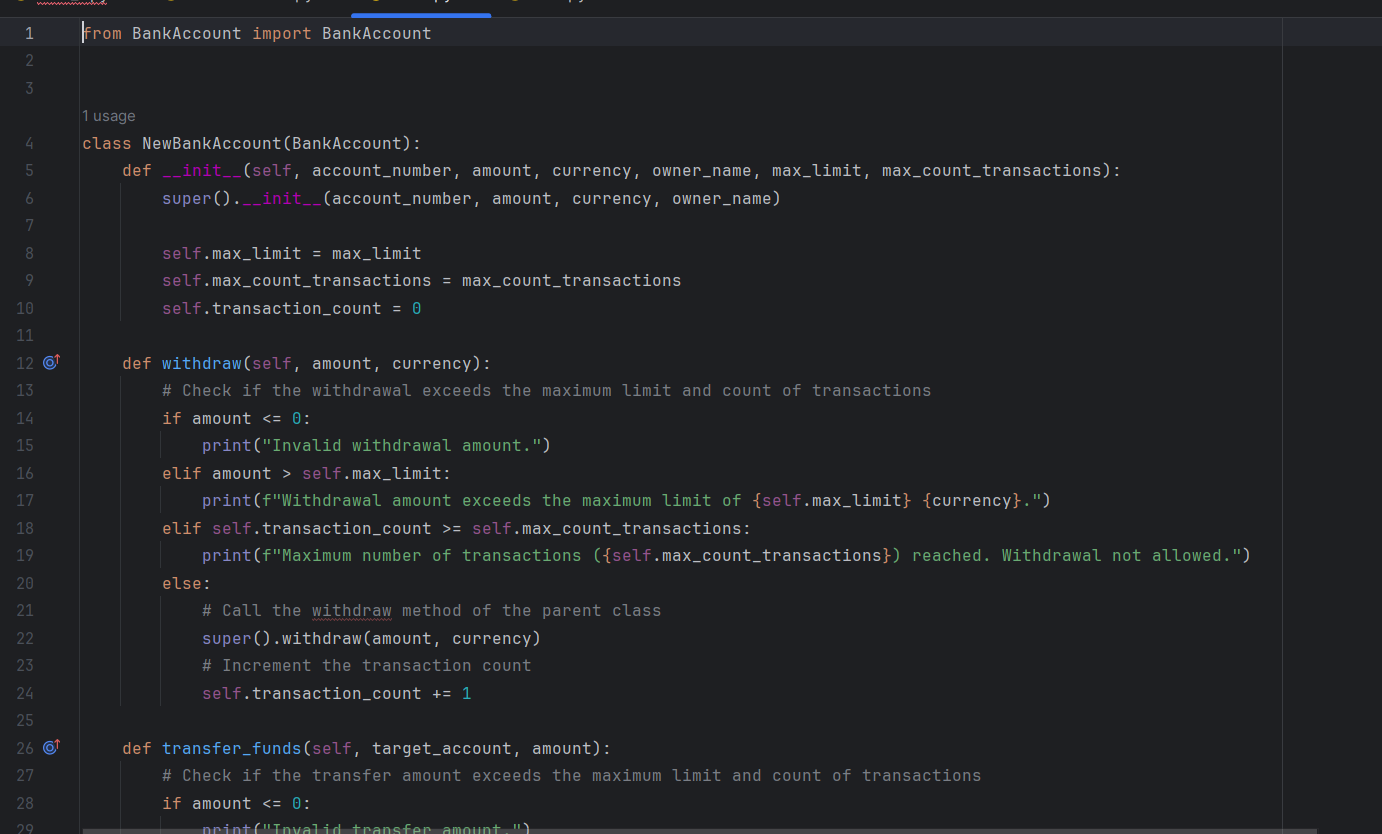 1 from BankAccount import BankAccount
2
3
1 usage
4 class NewBankAccount(BankAccount):
5     def __init__(self, account_number, amount, currency, owner_name, max_limit, max_count_transactions):
6         super().__init__(account_number, amount, currency, owner_name)
7
8         self.max_limit = max_limit
9         self.max_count_transactions = max_count_transactions
10         self.transaction_count = 0
11
12     def withdraw(self, amount, currency):
13         # Check if the withdrawal exceeds the maximum limit and count of transactions
14         if amount <= 0:
15             print("Invalid withdrawal amount.")
16         elif amount > self.max_limit:
17             print(f"Withdrawal amount exceeds the maximum limit of {self.max_limit} {currency}.")
18         elif self.transaction_count >= self.max_count_transactions:
19             print(f"Maximum number of transactions ({self.max_count_transactions}) reached. Withdrawal not allowed.")
20         else:
21             # Call the withdraw method of the parent class
22             super().withdraw(amount, currency)
23             # Increment the transaction count
24             self.transaction_count += 1
25
26     def transfer_funds(self, target_account, amount):
27         # Check if the transfer amount exceeds the maximum limit and count of transactions
28         if amount <= 0:
29             print("Invalid transfer amount.")